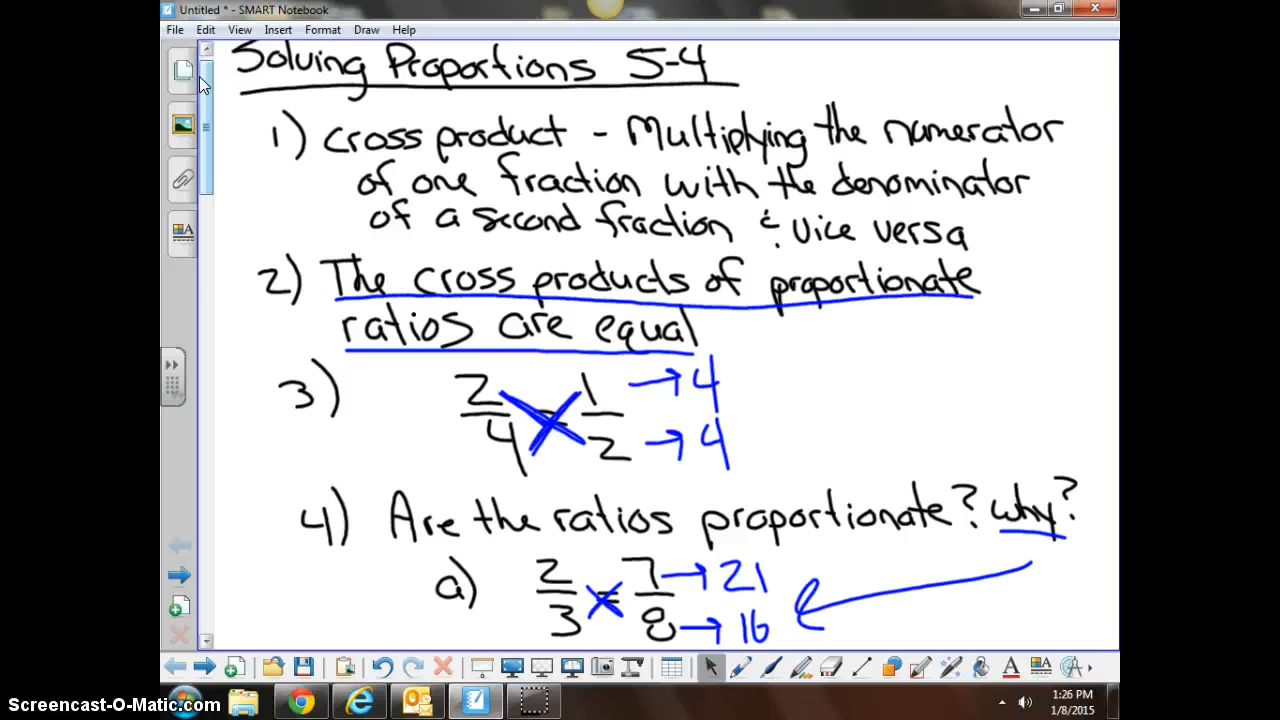 Untitled * - SMART Notebook
File Edit View Insert Format Draw Help
Solving Proportions 5-4
1) cross product - Multiplying the numerator
of one fraction with the denominator
of a second fraction & vice versa
2) The cross products of proportionate
ratios are equal
3) 2/4 = 1/2 → 4 → 4
4) Are the ratios proportionate? why?
a) 2/3 = 7/8 → 21 → 16
1:26 PM
1/8/2015
Screencast-O-Matic.com